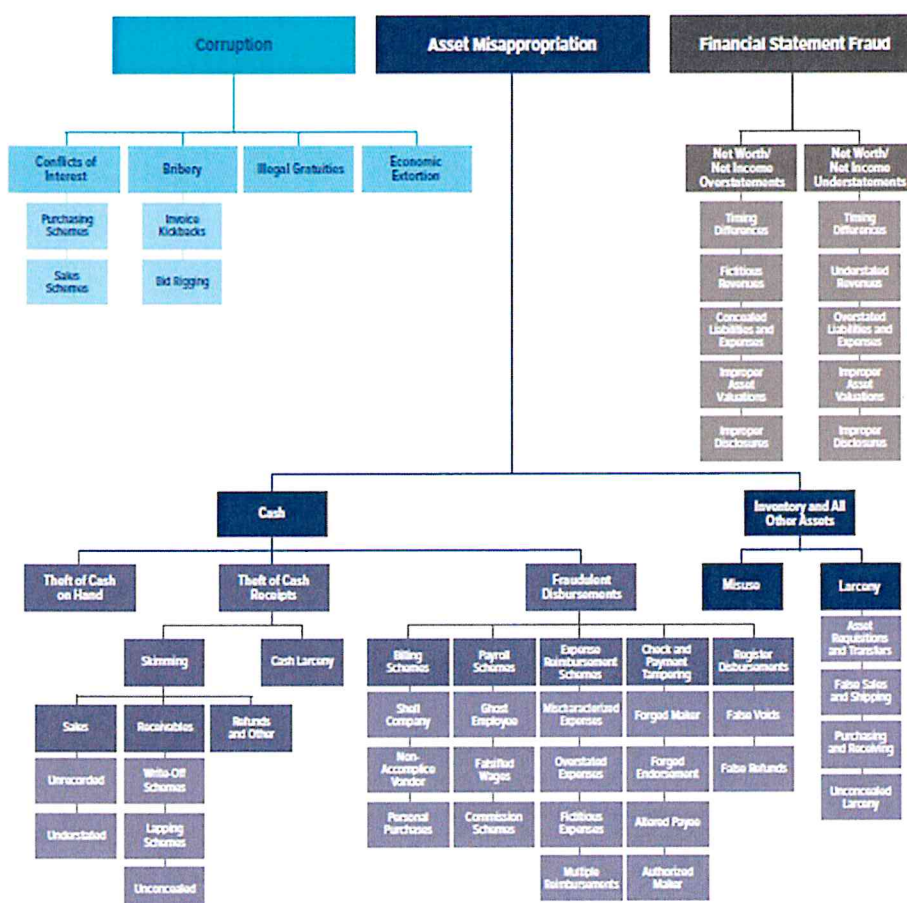 Corruption
Asset Misappropriation
Financial Statement Fraud
Conflicts of
Interest
Bribery
Illegal Gratuities
Economic
Extortion
Purchasing
Schemes
Invoice
Kickbacks
Sales
Schemes
Bid Rigging
Net Worth/
Net Income
Overstatements
Net Worth/
Net Income
Understatements
Timing
Differences
Timing
Differences
Fictitious
Revenues
Understated
Revenues
Concealed
Liabilities and
Expenses
Overstated
Liabilities and
Expenses
Improper
Asset
Valuations
Improper
Asset
Valuations
Improper
Disclosures
Improper
Disclosures
Cash
Inventory and All
Other Assets
Theft of Cash
on Hand
Theft of Cash
Receipts
Fraudulent
Disbursements
Misuse
Larceny
Skimming
Cash Larceny
Billing
Schemes
Payroll
Schemes
Expense
Reimbursement
Schemes
Check and
Payment
Tampering
Register
Disbursements
Asset
Requisitions
and Transfers
Sales
Receivables
Refunds
and Other
Shell
Company
Ghost
Employee
Mischaracterized
Expenses
Forged Maker
False Voids
False Sales
and Shipping
Unrecorded
Write-Off
Schemes
Non-
Accomplice
Vendor
Falsified
Wages
Overstated
Expenses
Forged
Endorsement
False Refunds
Purchasing
and Receiving
Understated
Lapping
Schemes
Personal
Purchases
Commission
Schemes
Fictitious
Expenses
Altered Payee
Unconcealed
Larceny
Unconcealed
Multiple
Reimbursements
Authorized
Maker